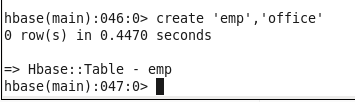 hbase(main):046:0> create 'emp','office'
0 row(s) in 0.4470 seconds
=> Hbase::Table - emp
hbase(main):047:0>